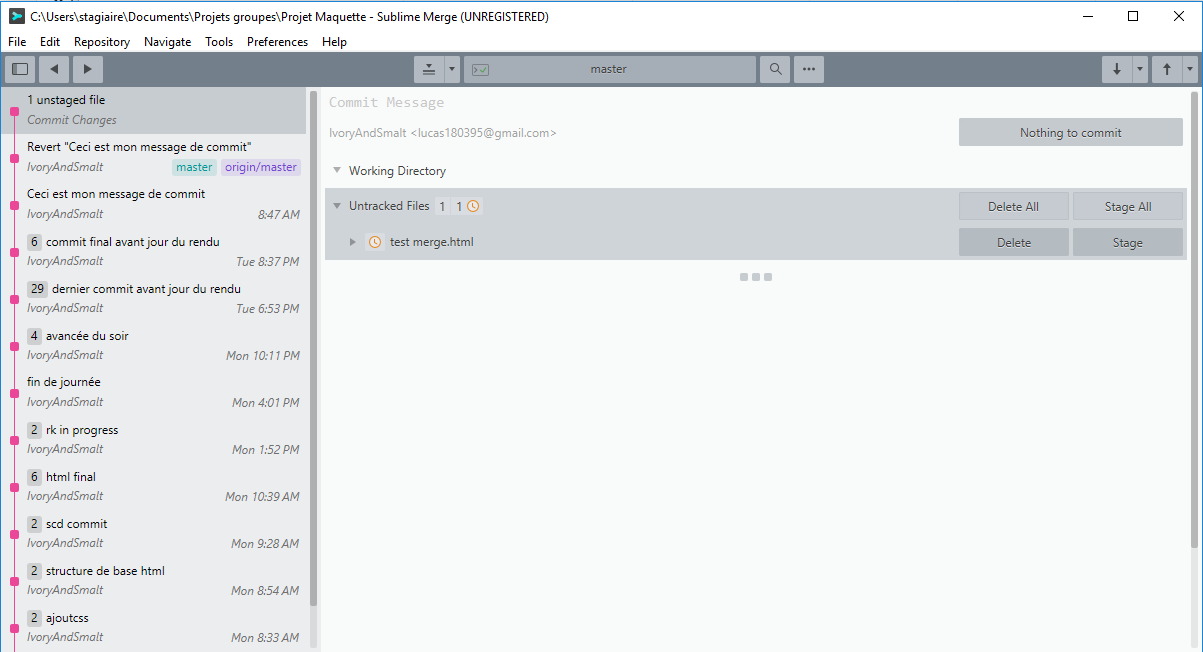 C:\Users\stagiaire\Documents\Projets groupes\Projet Maquette - Sublime Merge (UNREGISTERED)
File Edit Repository Navigate Tools Preferences Help
master
1 unstaged file
Commit Changes
Revert "Ceci est mon message de commit"
IvoryAndSmalt master origin/master
Ceci est mon message de commit
IvoryAndSmalt 8:47 AM
6 commit final avant jour du rendu
IvoryAndSmalt Tue 8:37 PM
29 dernier commit avant jour du rendu
IvoryAndSmalt Tue 6:53 PM
4 avancée du soir
IvoryAndSmalt Mon 10:11 PM
fin de journée
IvoryAndSmalt Mon 4:01 PM
2 rk in progress
IvoryAndSmalt Mon 1:52 PM
6 html final
IvoryAndSmalt Mon 10:39 AM
2 scd commit
IvoryAndSmalt Mon 9:28 AM
2 structure de base html
IvoryAndSmalt Mon 8:54 AM
2 ajoutcss
IvoryAndSmalt Mon 8:33 AM
Commit Message
IvoryAndSmalt <lucas180395@gmail.com>
Nothing to commit
Working Directory
Untracked Files 1 1 Delete All Stage All
test merge.html Delete Stage